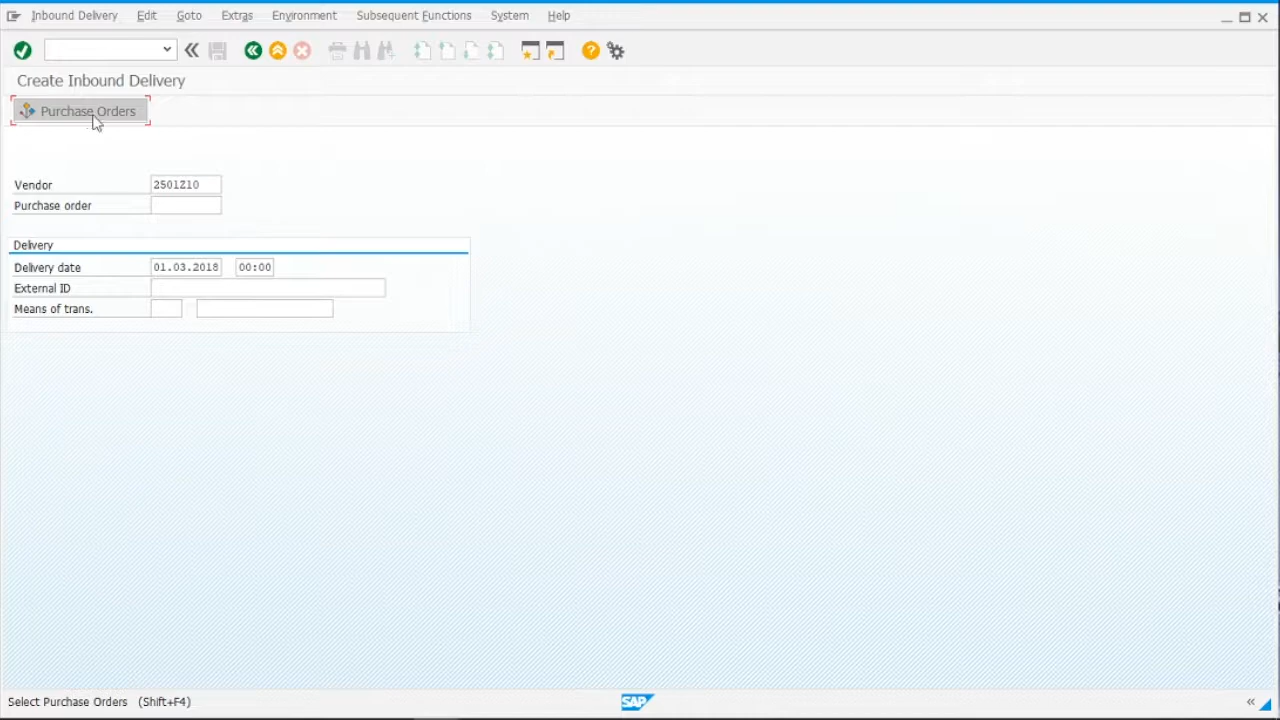 Inbound Delivery Edit Goto Extras Environment Subsequent Functions System Help
Create Inbound Delivery
Purchase Orders
Vendor 2501Z10
Purchase order
Delivery
Delivery date 01.03.2018 00:00
External ID
Means of trans.
Select Purchase Orders (Shift+F4) SAP